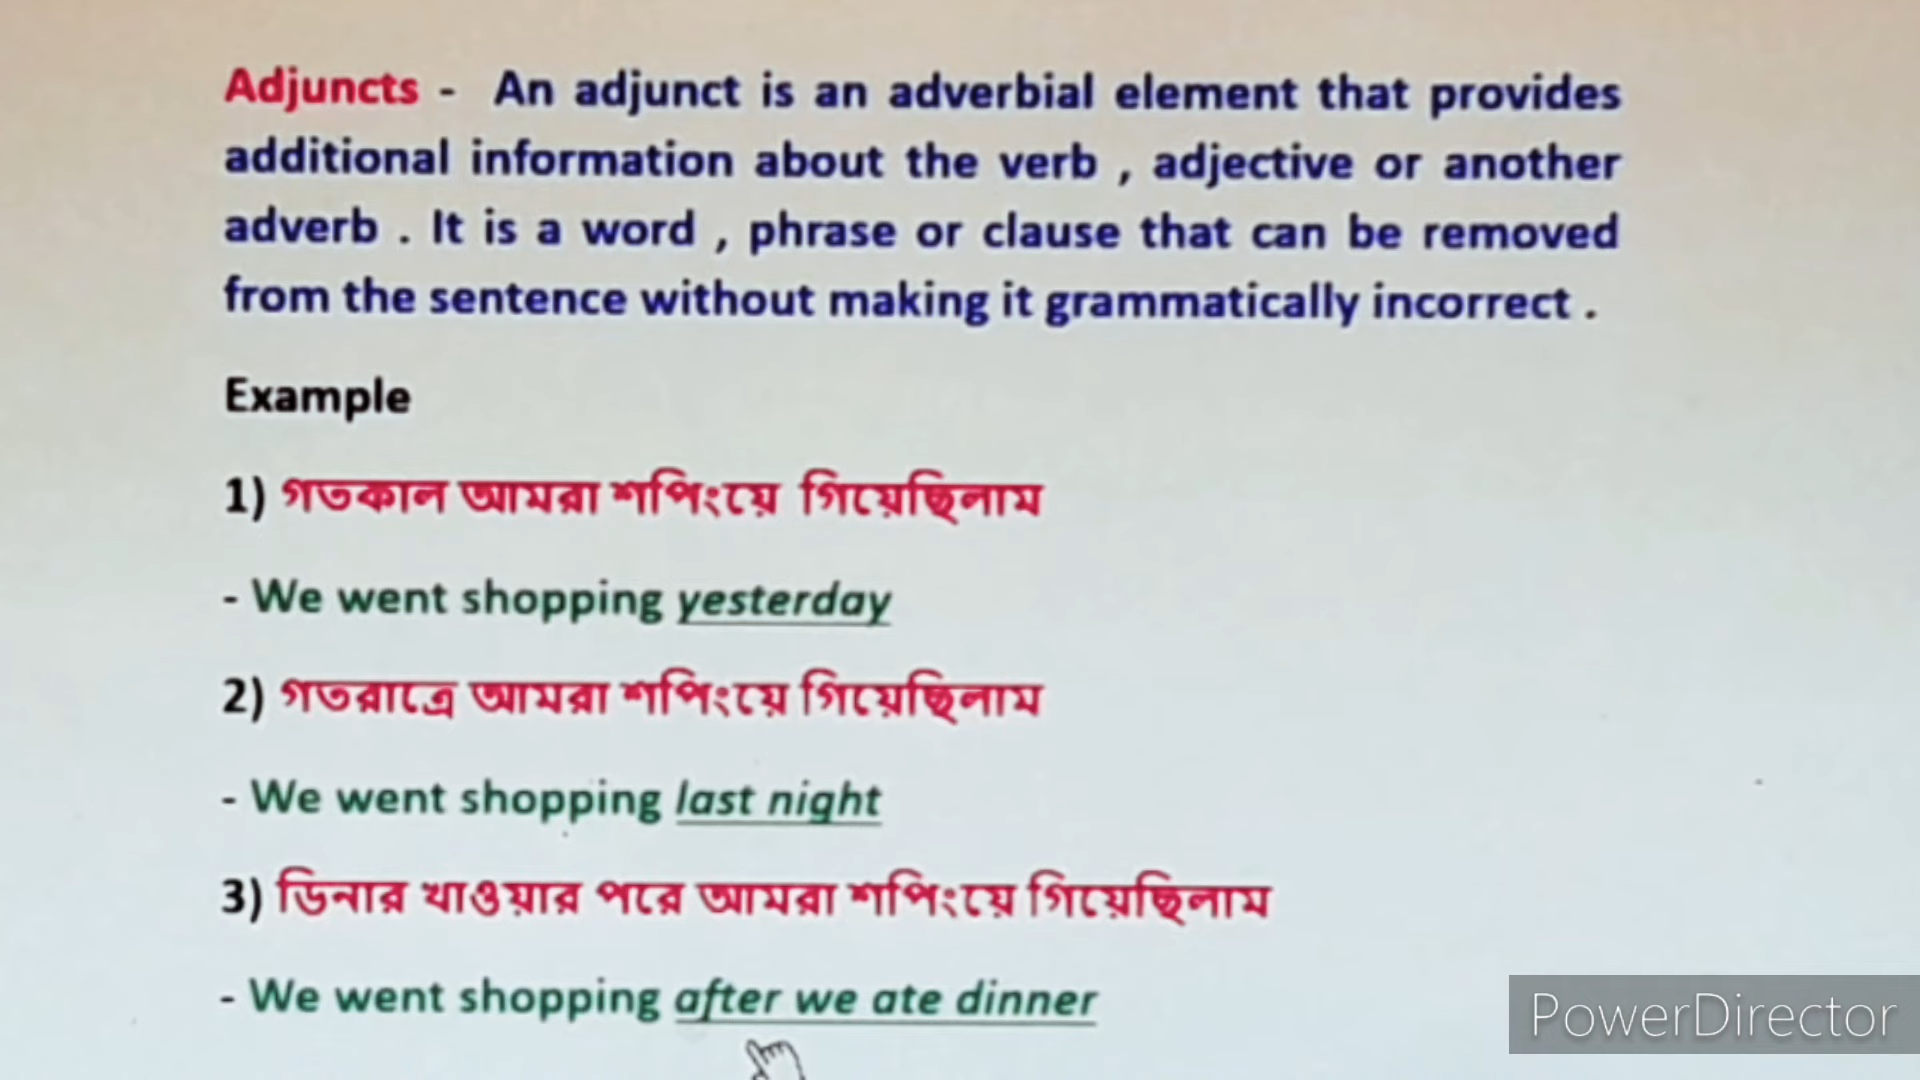 Adjuncts - An adjunct is an adverbial element that provides
additional information about the verb , adjective or another
adverb . It is a word , phrase or clause that can be removed
from the sentence without making it grammatically incorrect .
Example
1) গতকাল আমরা শপিংয়ে গিয়েছিলাম
- We went shopping yesterday
2) গতরাত্রে আমরা শপিংয়ে গিয়েছিলাম
- We went shopping last night
3) ডিনার খাওয়ার পরে আমরা শপিংয়ে গিয়েছিলাম
- We went shopping after we ate dinner
PowerDirector